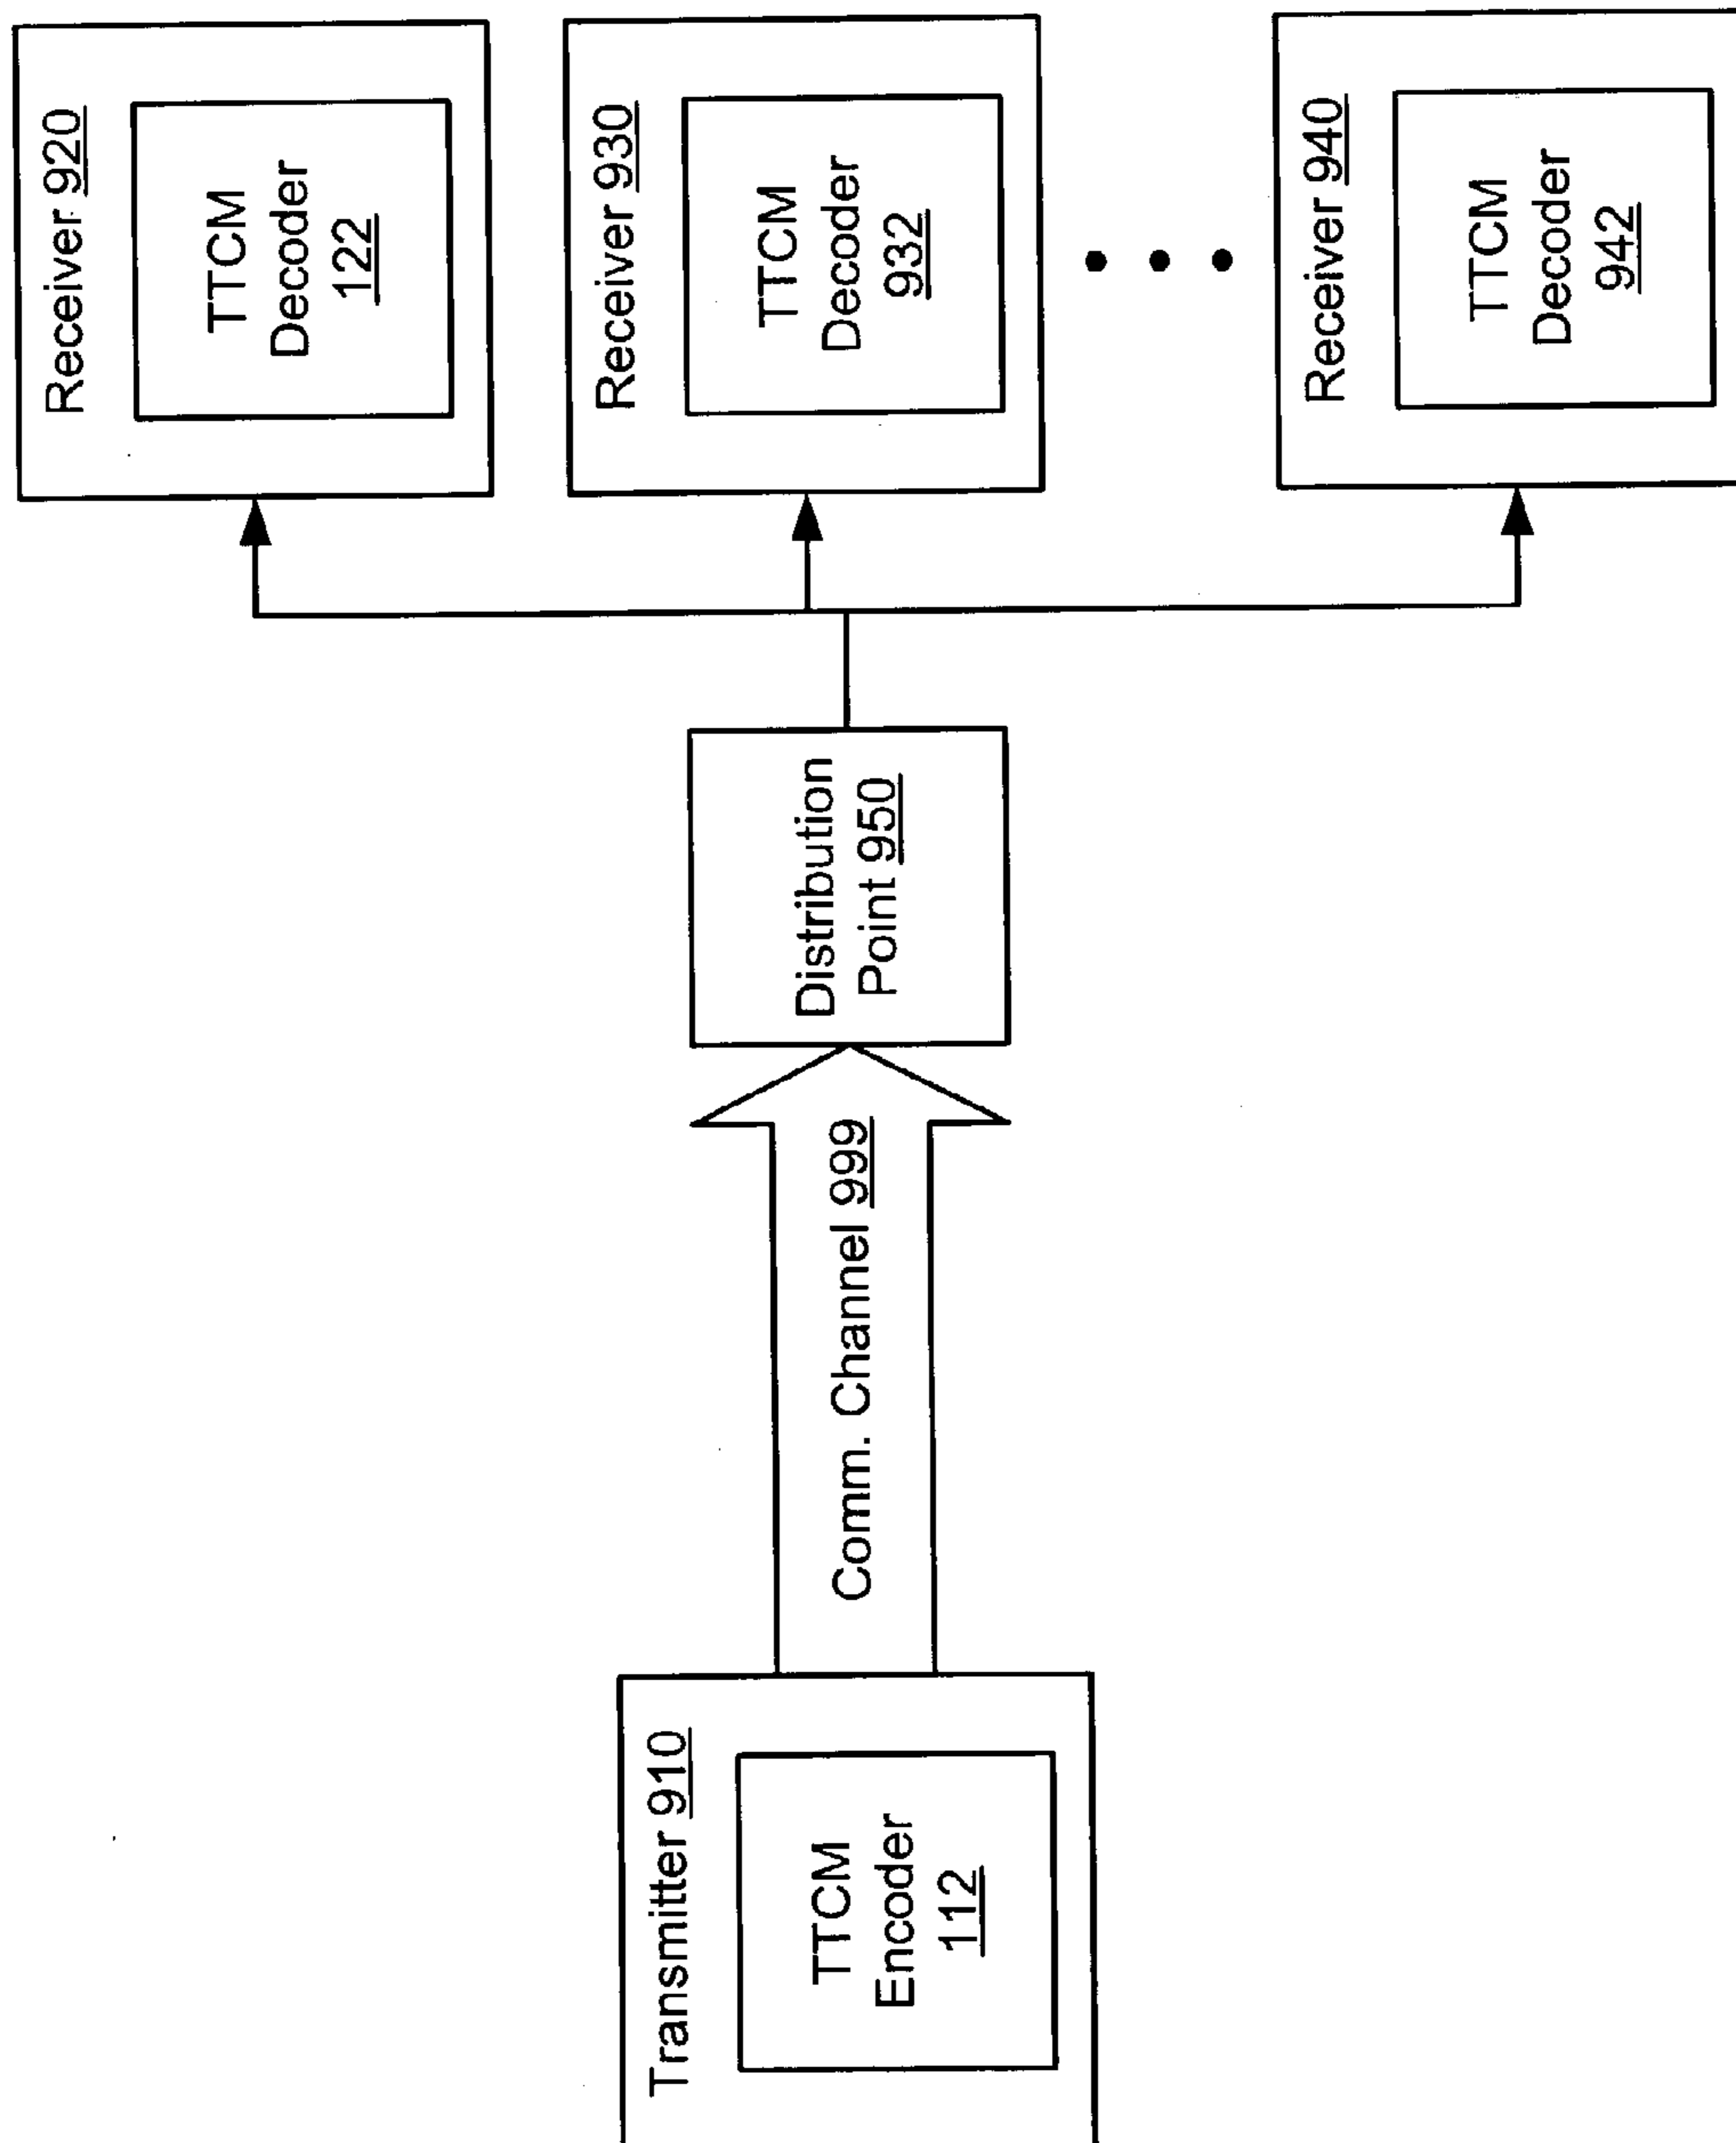 Transmitter 910
TTCM
Encoder
112
Comm. Channel 999
Distribution
Point 950
Receiver 920
TTCM
Decoder
122
Receiver 930
TTCM
Decoder
932
Receiver 940
TTCM
Decoder
942